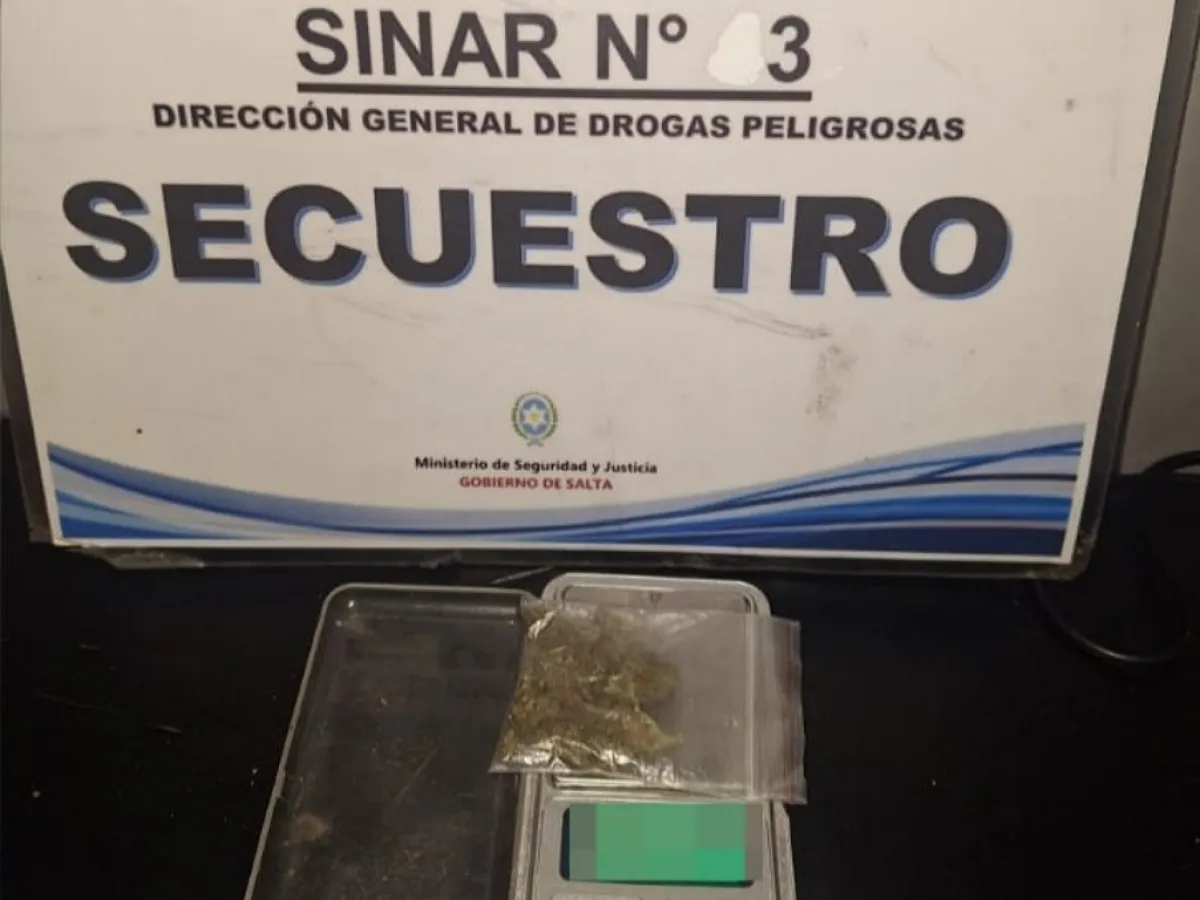 SINAR N° 3
DIRECCIÓN GENERAL DE DROGAS PELIGROSAS
SECUESTRO
Ministerio de Seguridad y Justicia
GOBIERNO DE SALTA